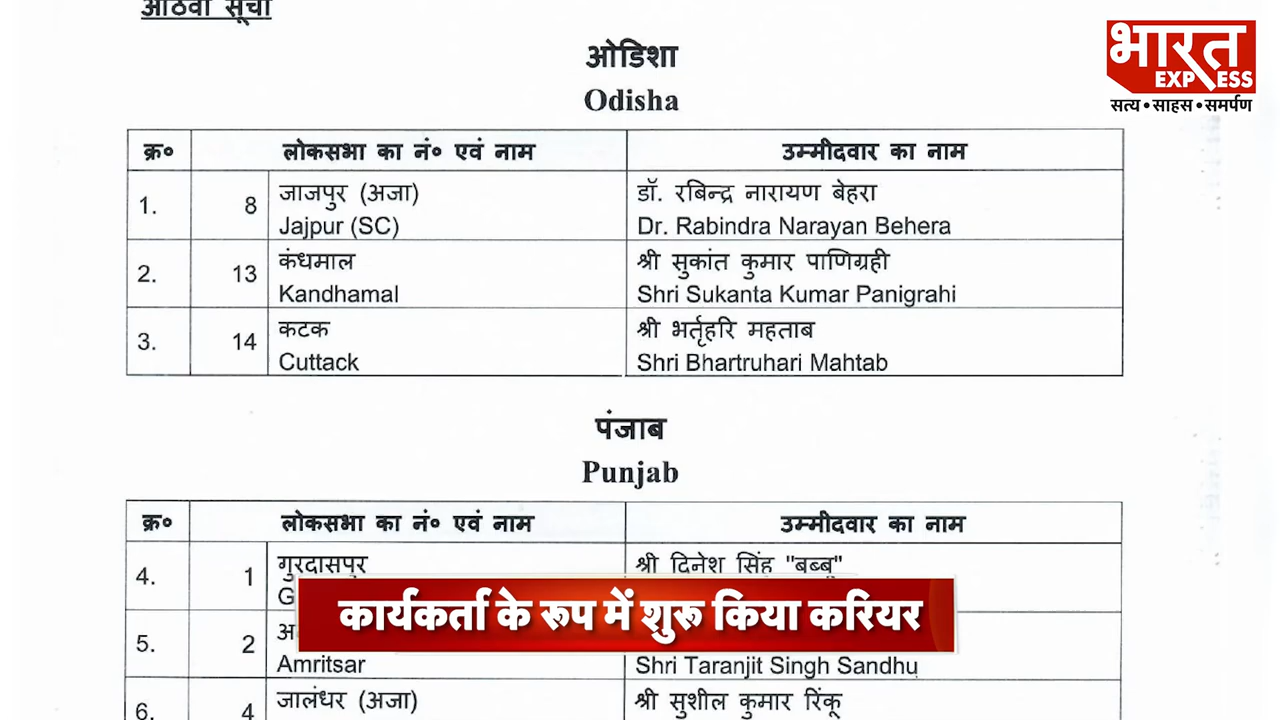 आठवी सूची
भारत
EXPRESS
सत्य • साहस • समर्पण
ओडिशा
Odisha
क्र० लोकसभा का नं० एवं नाम उम्मीदवार का नाम
1. 8 जाजपुर (अजा) डॉ. रबिन्द्र नारायण बेहरा
Jajpur (SC) Dr. Rabindra Narayan Behera
2. 13 कंधमाल श्री सुकांत कुमार पाणिग्रही
Kandhamal Shri Sukanta Kumar Panigrahi
3. 14 कटक श्री भर्तृहरि महताब
Cuttack Shri Bhartruhari Mahtab
पंजाब
Punjab
क्र० लोकसभा का नं० एवं नाम उम्मीदवार का नाम
4. 1 गुरदासपुर श्री दिनेश सिंह "बब्बु"
कार्यकर्ता के रूप में शुरू किया करियर
5. 2
Amritsar Shri Taranjit Singh Sandhu
6. 4 जालंधर (अजा) श्री सुशील कुमार रिंकू